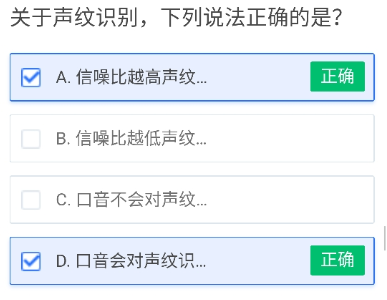 关于声纹识别，下列说法正确的是？
A. 信噪比越高声纹... 正确
B. 信噪比越低声纹...
C. 口音不会对声纹...
D. 口音会对声纹识... 正确